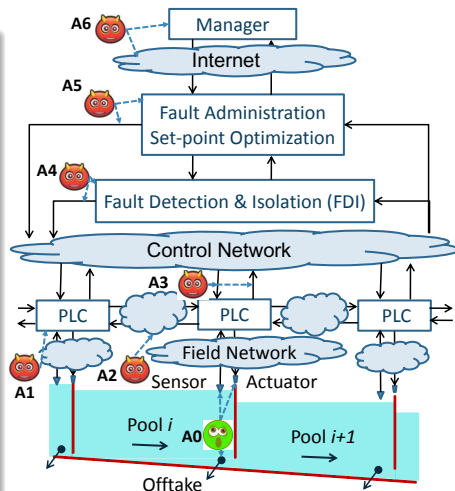 A6
Manager
Internet
A5
Fault Administration
Set-point Optimization
A4
Fault Detection & Isolation (FDI)
Control Network
A3
PLC
PLC
PLC
A1
A2
Field Network
Sensor
Actuator
Pool i
A0
Pool i+1
Offtake